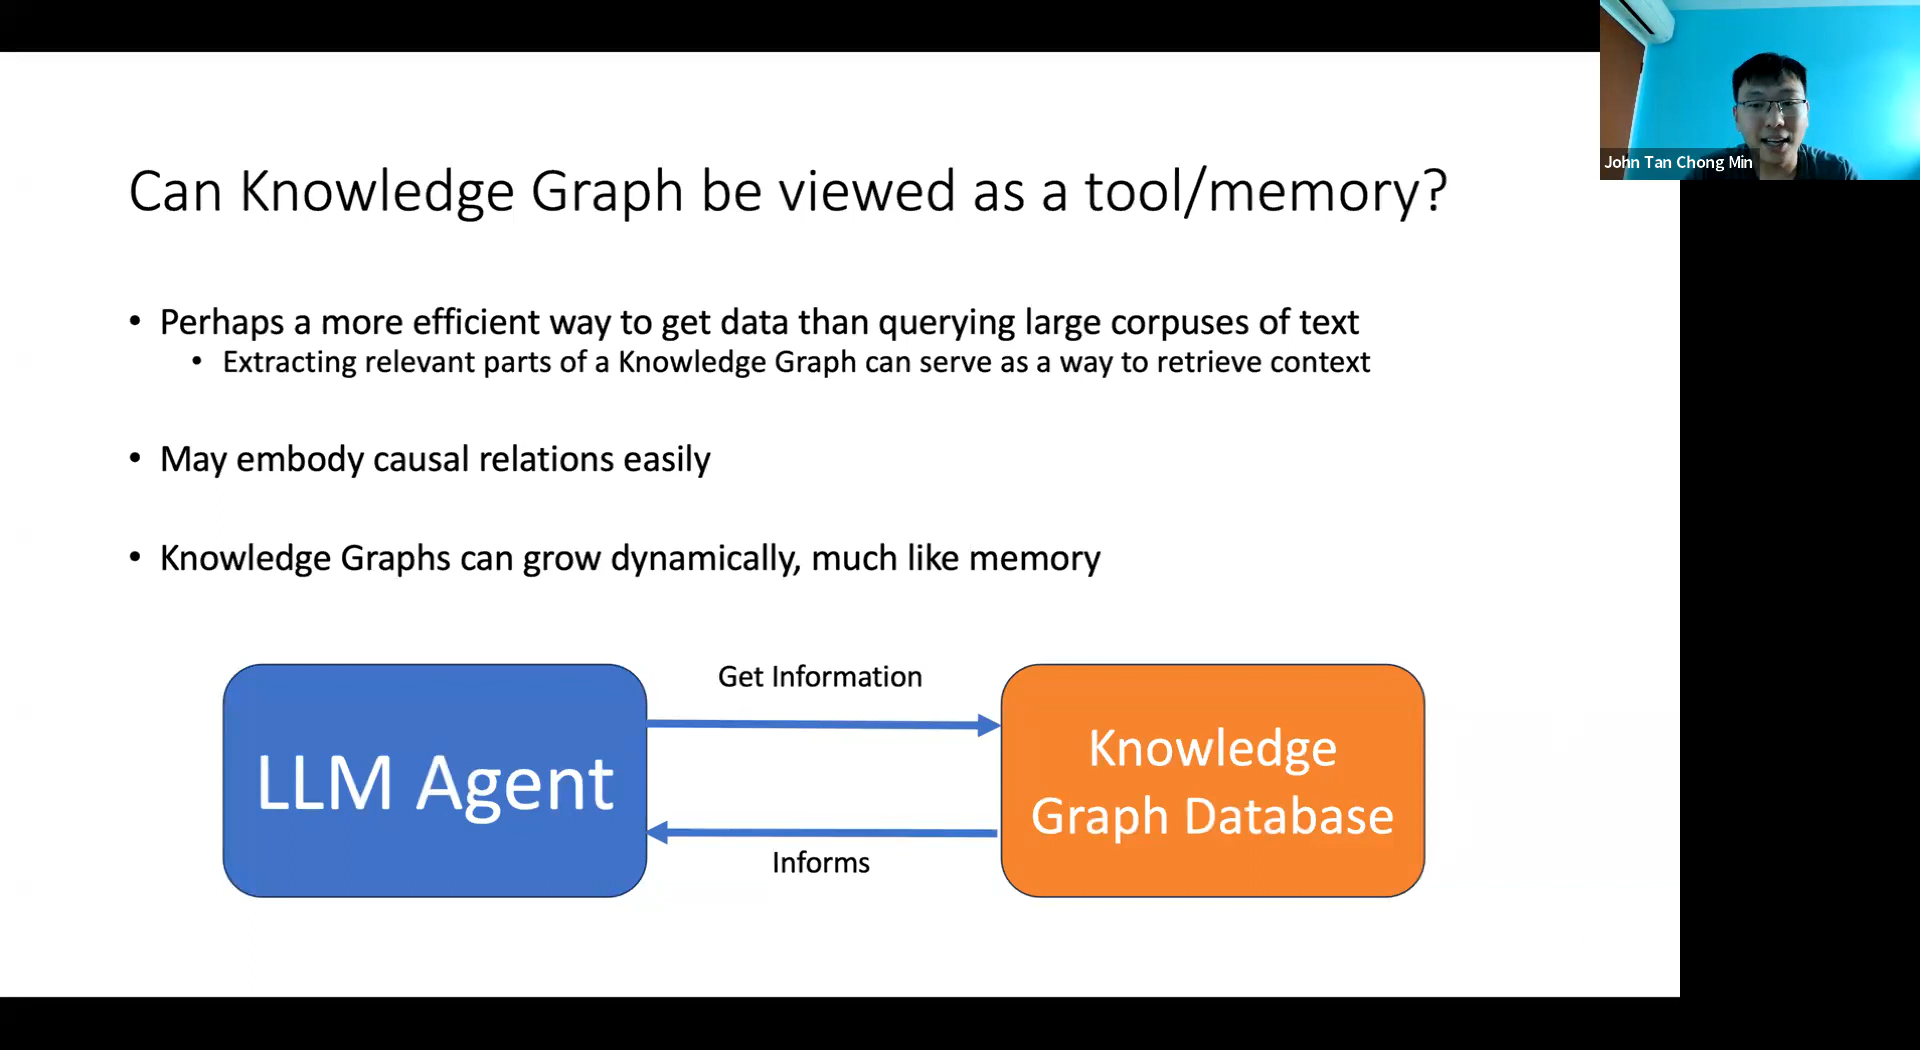 John Tan Chong Min
Can Knowledge Graph be viewed as a tool/memory?
• Perhaps a more efficient way to get data than querying large corpuses of text
• Extracting relevant parts of a Knowledge Graph can serve as a way to retrieve context
• May embody causal relations easily
• Knowledge Graphs can grow dynamically, much like memory
LLM Agent
Get Information
Informs
Knowledge
Graph Database